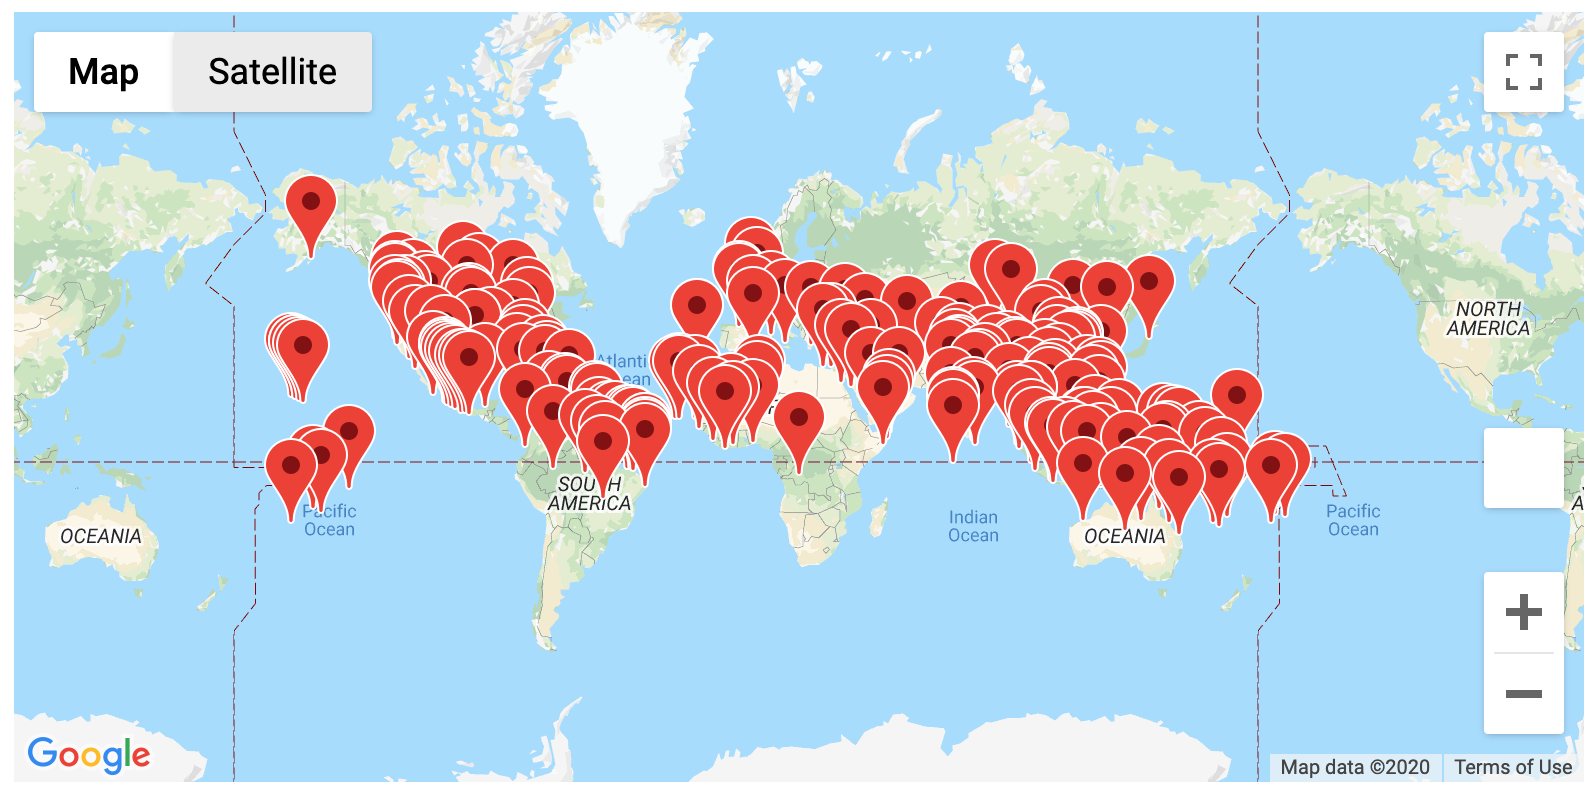 Map
Satellite
NORTH
AMERICA
Atlanti
ean
SOU H
AMERICA
Pacific
Ocean
Indian
Ocean
Pacific
Ocean
OCEANIA
OCEANIA
Google
Map data ©2020
Terms of Use